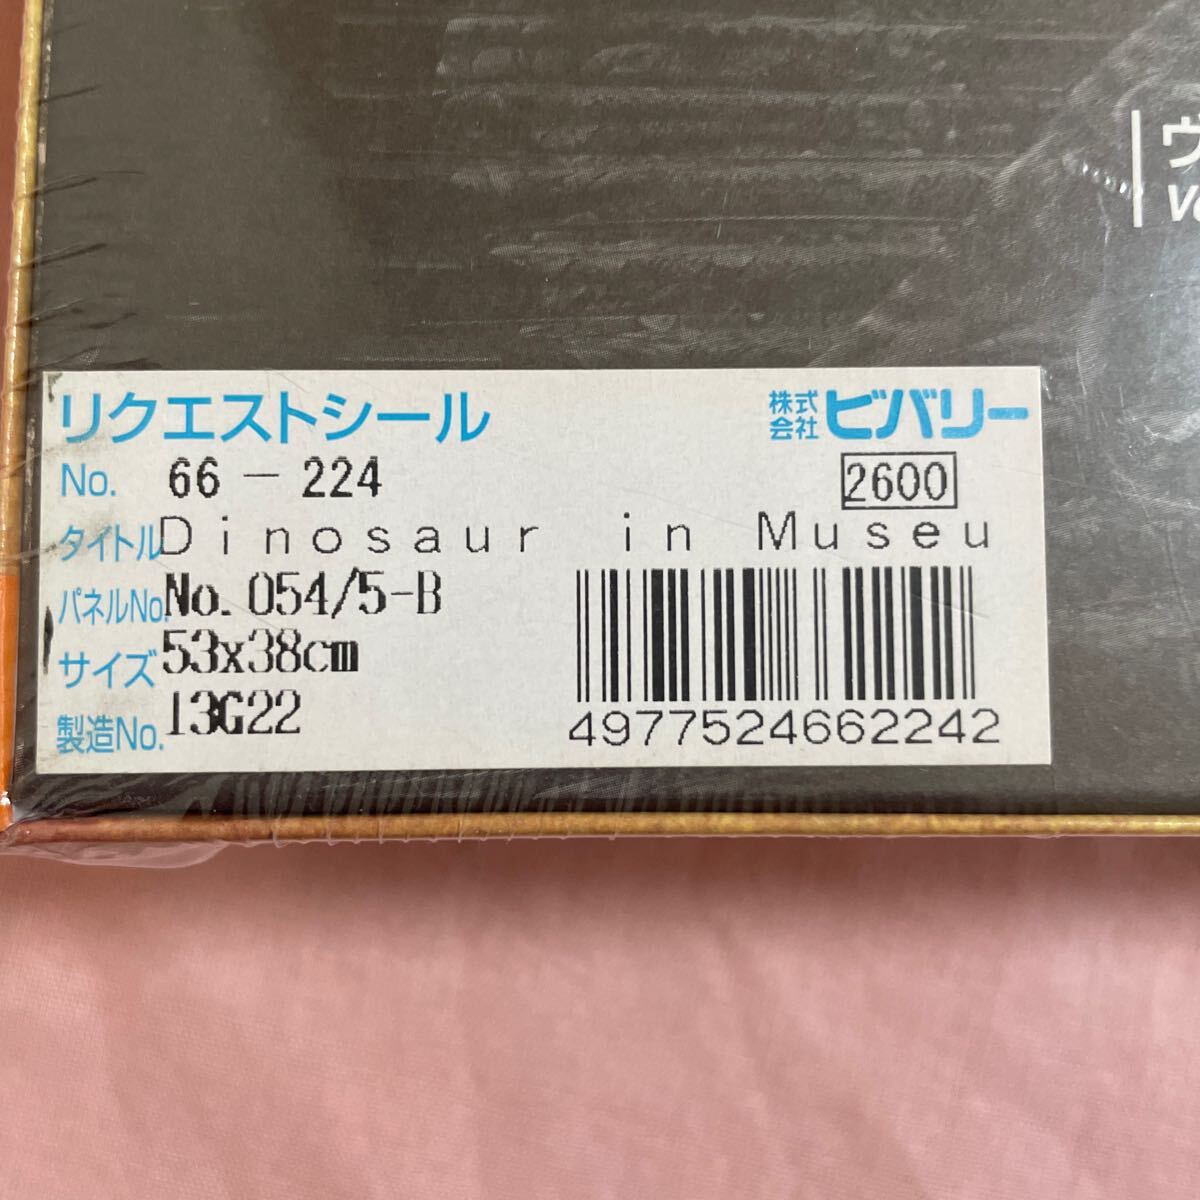 リクエストシール 株式会社 ビバリー
No. 66 - 224 2600
タイトル Dinosaur in Museu
パネルNo. No. 054/5-B
サイズ 53x38cm
製造No. 13G22
4977524662242